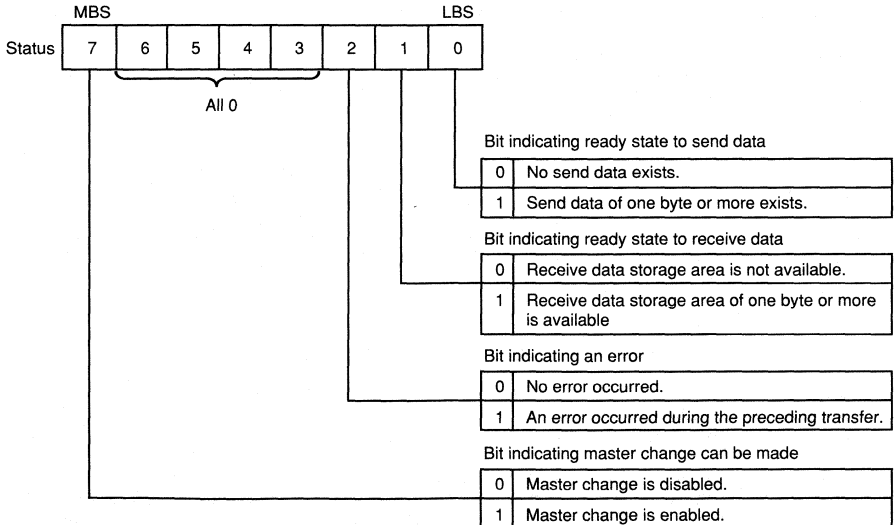 MBS LBS
Status 7 6 5 4 3 2 1 0
All 0
Bit indicating ready state to send data
0 No send data exists.
1 Send data of one byte or more exists.
Bit indicating ready state to receive data
0 Receive data storage area is not available.
1 Receive data storage area of one byte or more
is available
Bit indicating an error
0 No error occurred.
1 An error occurred during the preceding transfer.
Bit indicating master change can be made
0 Master change is disabled.
1 Master change is enabled.